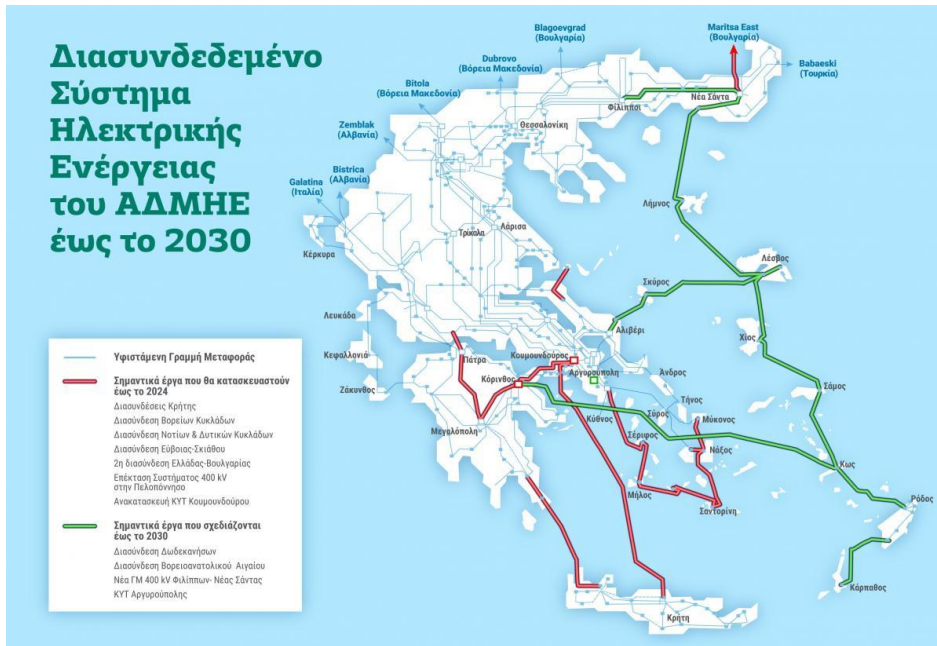 Διασυνδεδεμένο
Σύστημα
Ηλεκτρικής
Ενέργειας
του ΑΔΜΗΕ
έως το 2030
Blagoevgrad
(Βουλγαρία)
Maritsa East
(Βουλγαρία)
Dubrovo
(Βόρεια Μακεδονία)
Babaeski
(Τουρκία)
Bitola
(Βόρεια Μακεδονία)
Zemblak
(Αλβανία)
Bistrica
(Αλβανία)
Galatina
(Ιταλία)
Φίλιπποι
Νέα Σάντα
Θεσσαλονίκη
Λήμνος
Τρίκαλα
Λάρισα
Κέρκυρα
Λέσβος
Σκύρος
Λευκάδα
Αλιβέρι
Χίος
Κεφαλλονιά
Πάτρα
Κουμουνδούρος
Αργυρούπολη
Άνδρος
Κόρινθος
Ζάκυνθος
Σάμος
Τήνος
Μεγαλόπολη
Κύθνος
Σύρος
Μύκονος
Σέριφος
Νάξος
Κως
Μήλος
Σαντορίνη
Ρόδος
Κάρπαθος
Κρήτη
Υφιστάμενη Γραμμή Μεταφοράς
Σημαντικά έργα που θα κατασκευαστούν
έως το 2024
Διασυνδέσεις Κρήτης
Διασύνδεση Βορείων Κυκλάδων
Διασύνδεση Νοτίων & Δυτικών Κυκλάδων
Διασύνδεση Εύβοιας-Σκιάθου
2η διασύνδεση Ελλάδας-Βουλγαρίας
Επέκταση Συστήματος 400 kV
στην Πελοπόννησο
Ανακατασκευή ΚΥΤ Κουμουνδούρου
Σημαντικά έργα που σχεδιάζονται
έως το 2030
Διασύνδεση Δωδεκανήσων
Διασύνδεση Βορειοανατολικού Αιγαίου
Νέα ΓΜ 400 kV Φιλίππων- Νέας Σάντας
ΚΥΤ Αργυρούπολης